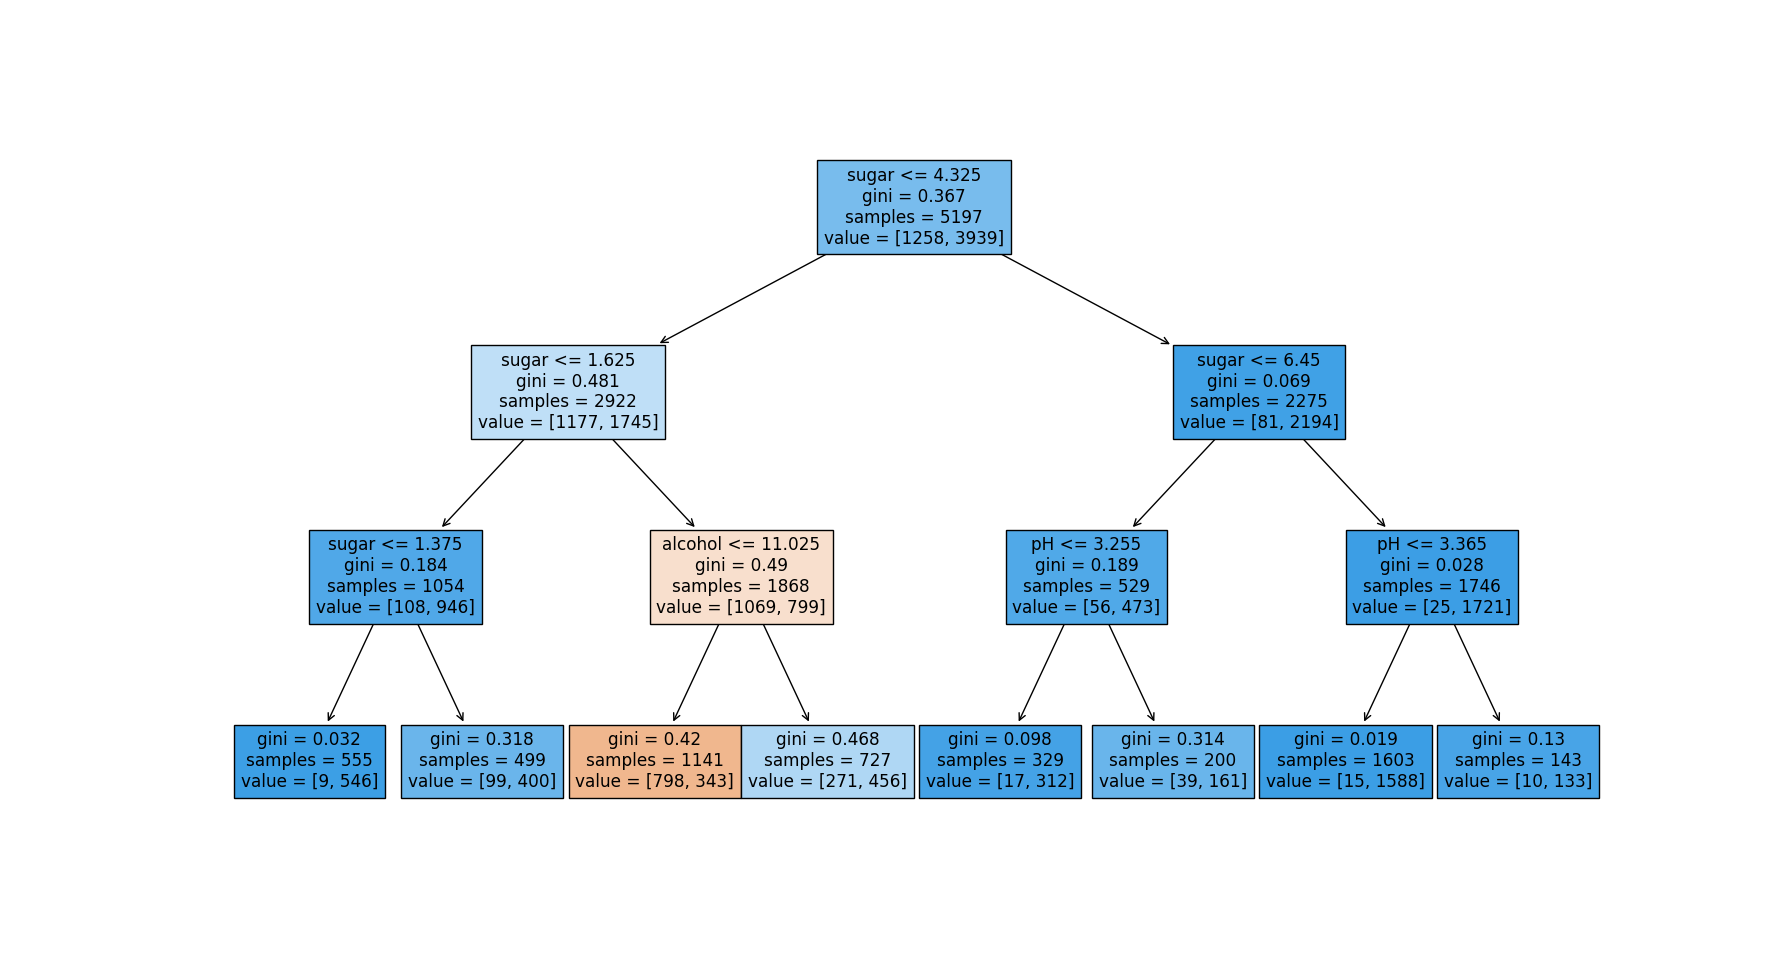 sugar <= 4.325
gini = 0.367
samples = 5197
value = [1258, 3939]
sugar <= 1.625
gini = 0.481
samples = 2922
value = [1177, 1745]
sugar <= 6.45
gini = 0.069
samples = 2275
value = [81, 2194]
sugar <= 1.375
gini = 0.184
samples = 1054
value = [108, 946]
alcohol <= 11.025
gini = 0.49
samples = 1868
value = [1069, 799]
pH <= 3.255
gini = 0.189
samples = 529
value = [56, 473]
pH <= 3.365
gini = 0.028
samples = 1746
value = [25, 1721]
gini = 0.032
samples = 555
value = [9, 546]
gini = 0.318
samples = 499
value = [99, 400]
gini = 0.42
samples = 1141
value = [798, 343]
gini = 0.468
samples = 727
value = [271, 456]
gini = 0.098
samples = 329
value = [17, 312]
gini = 0.314
samples = 200
value = [39, 161]
gini = 0.019
samples = 1603
value = [15, 1588]
gini = 0.13
samples = 143
value = [10, 133]